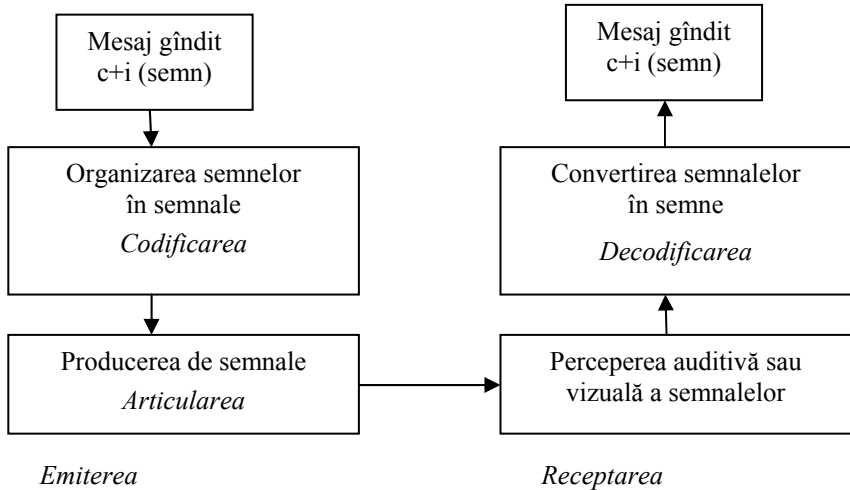 Mesaj gîndit
c+i (semn)
Organizarea semnelor
în semnale
Codificarea
Producerea de semnale
Articularea
Emiterea
Mesaj gîndit
c+i (semn)
Convertirea semnalelor
în semne
Decodificarea
Perceperea auditivă sau
vizuală a semnalelor
Receptarea